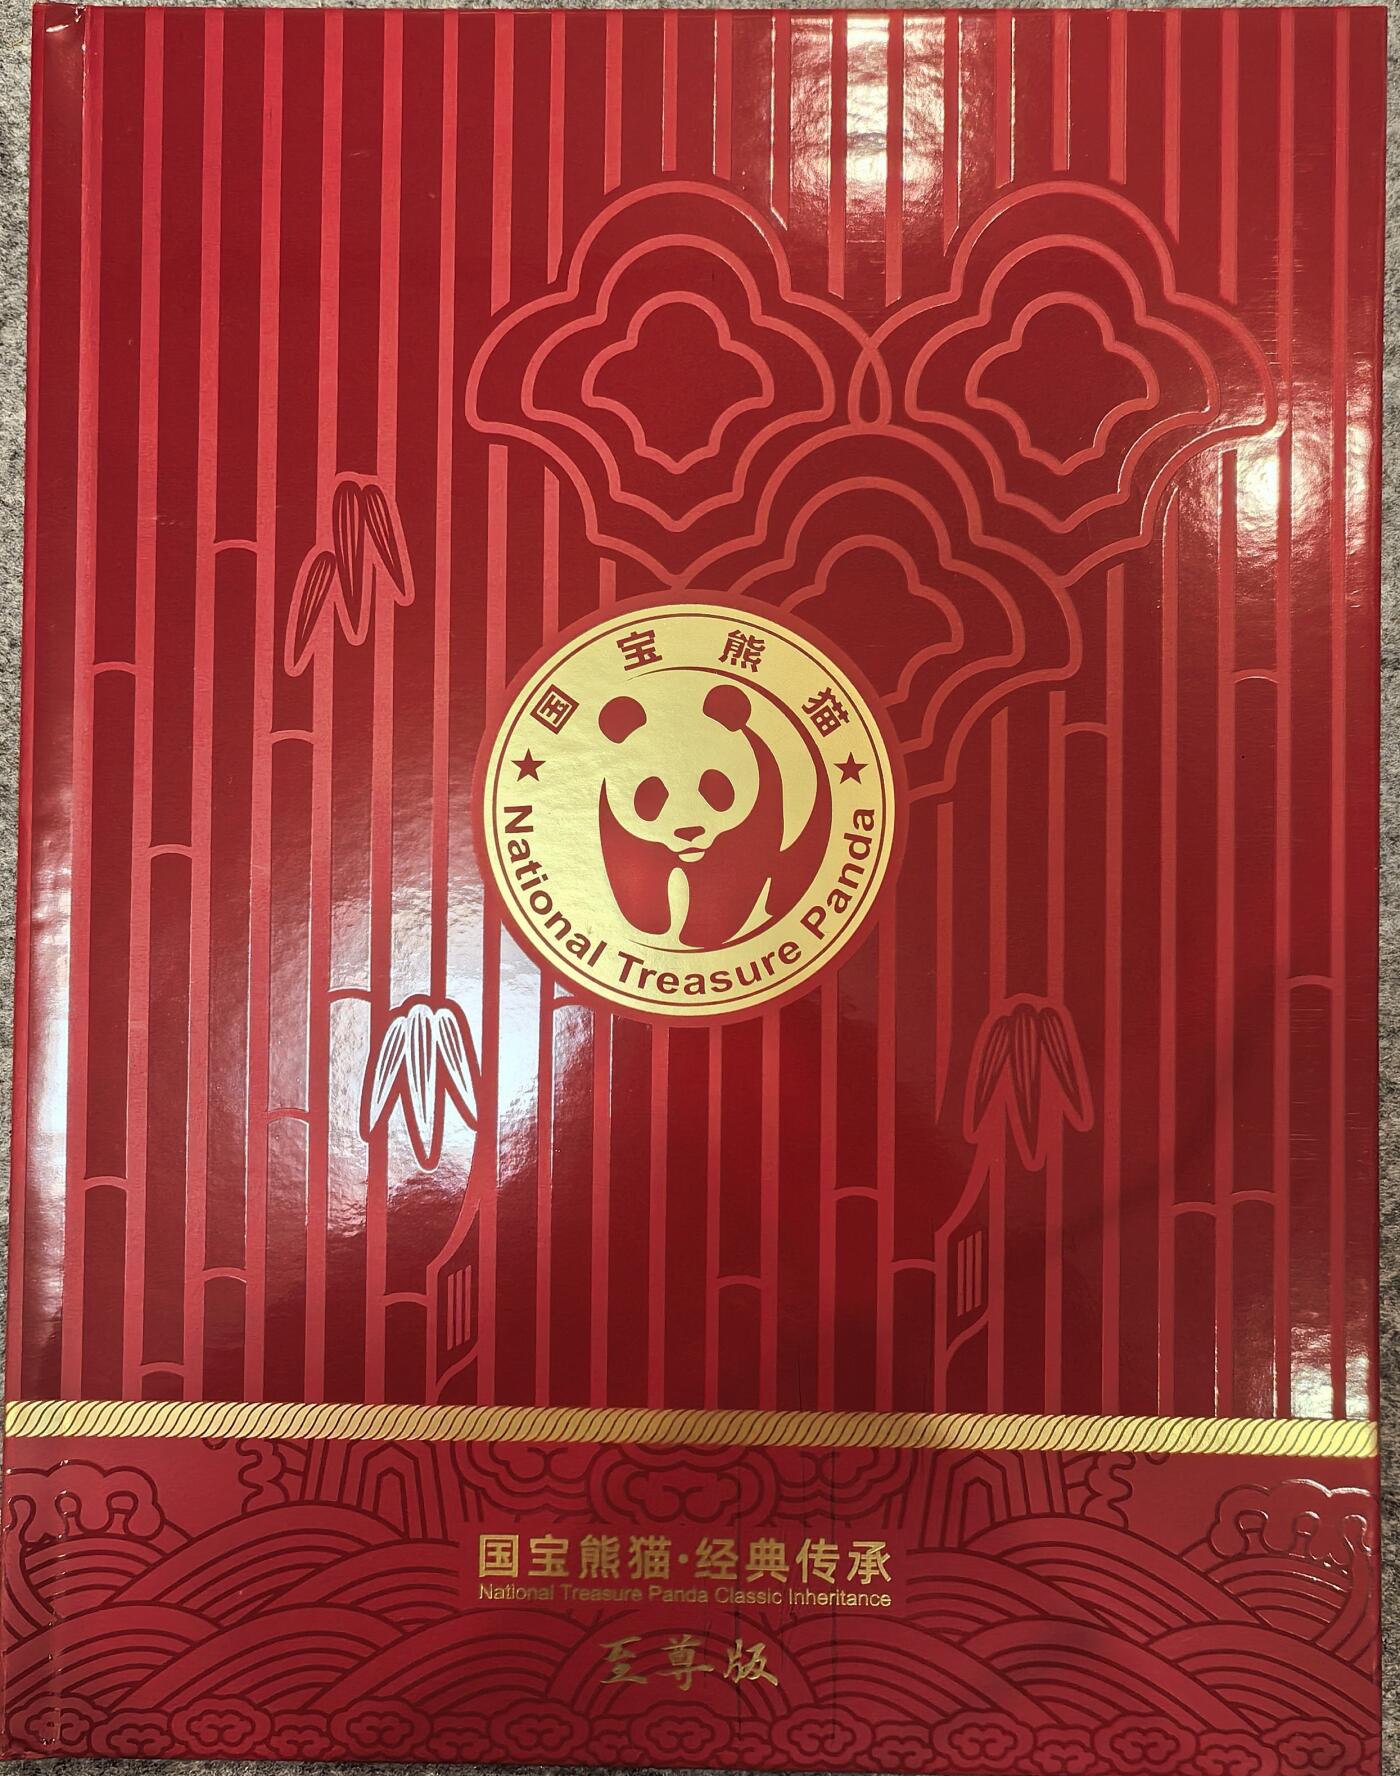 国宝熊猫
National Treasure Panda
国宝熊猫·经典传承
National Treasure Panda Classic Inheritance
至尊版